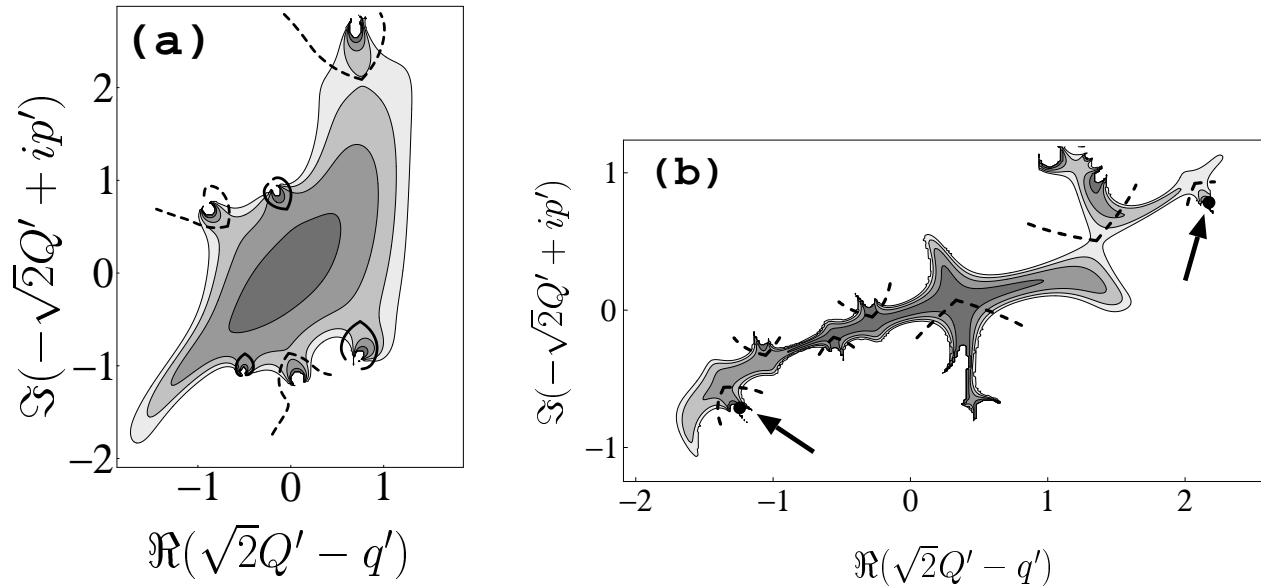 (a)
2
1
0
−1
−2
−1
0
1
ℑ(−√2Q′ + ip′)
ℜ(√2Q′ − q′)
(b)
1
0
−1
−2
−1
0
1
2
ℑ(−√2Q′ + ip′)
ℜ(√2Q′ − q′)